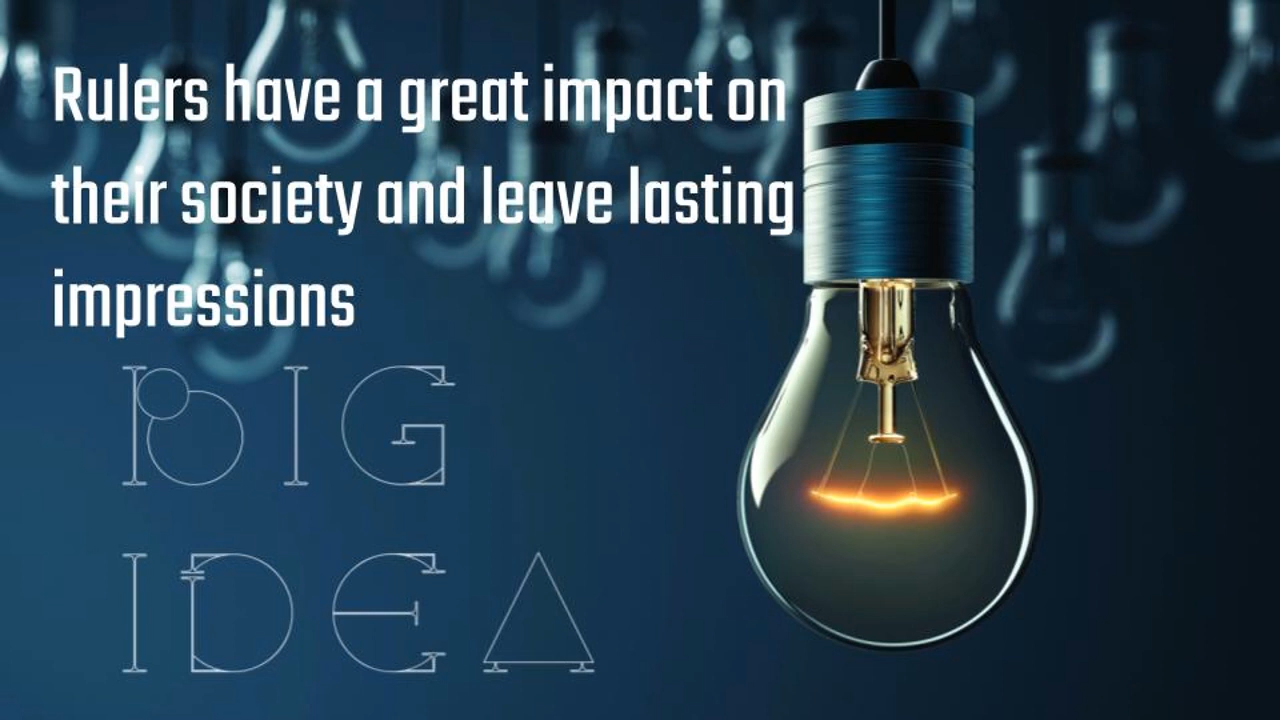 Rulers have a great impact on
their society and leave lasting
impressions
BIG
IDEA